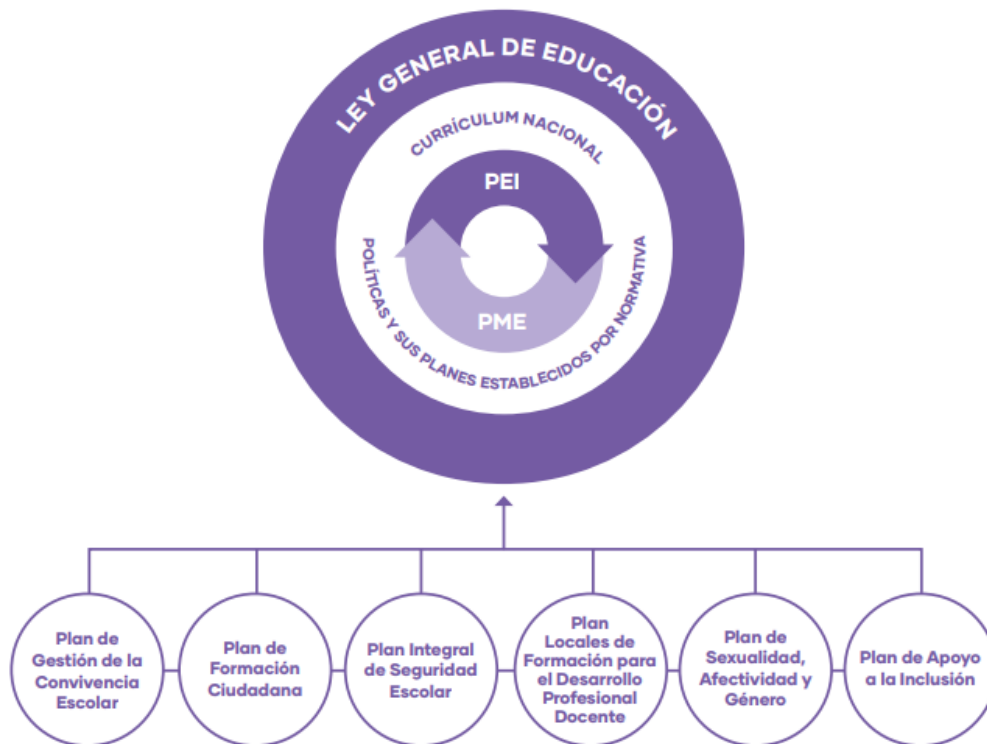 LEY GENERAL DE EDUCACIÓN
CURRÍCULUM NACIONAL
PEI
PME
POLÍTICAS Y SUS PLANES ESTABLECIDOS POR NORMATIVA
Plan de
Gestión de la
Convivencia
Escolar
Plan de
Formación
Ciudadana
Plan Integral
de Seguridad
Escolar
Plan
Locales de
Formación para
el Desarrollo
Profesional
Docente
Plan de
Sexualidad,
Afectividad y
Género
Plan de Apoyo
a la Inclusión